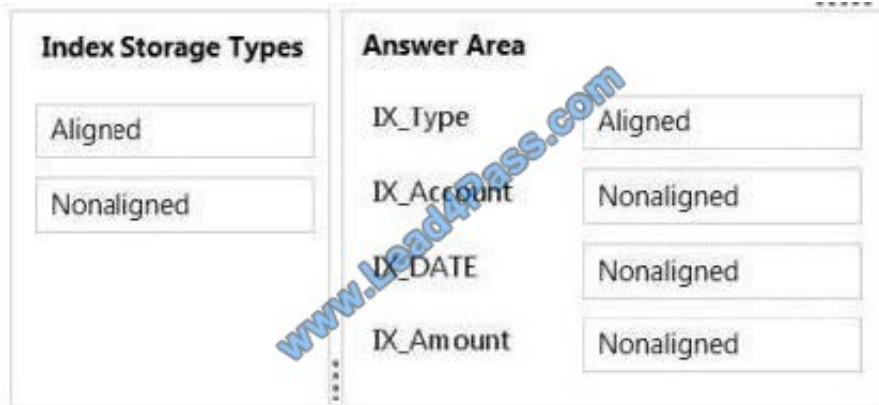 Index Storage Types
Aligned
Nonaligned
Answer Area
IX_Type
Aligned
IX_Account
Nonaligned
IX_DATE
Nonaligned
IX_Amount
Nonaligned
www.Lead4Pass.com